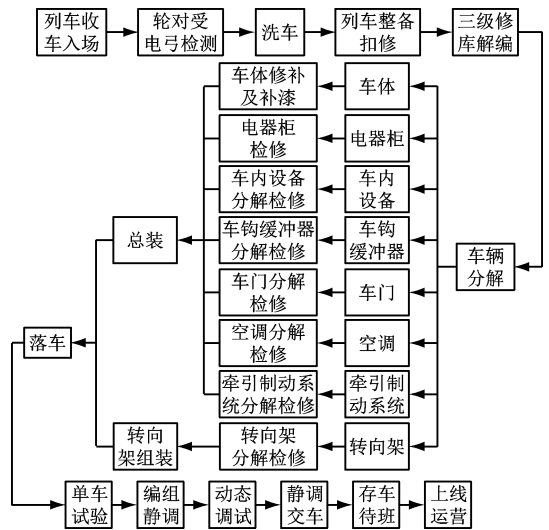 列车收
车入场
轮对受
电弓检测
洗车
列车整备
扣修
三级修
库解编
车体修补
及补漆
车体
电器柜
检修
电器柜
车内设备
分解检修
车内
设备
总装
车钩缓冲器
分解检修
车钩
缓冲器
车辆
分解
车门分解
检修
车门
落车
空调分解
检修
空调
牵引制动系
统分解检修
牵引制
动系统
转向
架组装
转向架
分解检修
转向架
单车
试验
编组
静调
动态
调试
静调
交车
存车
待班
上线
运营